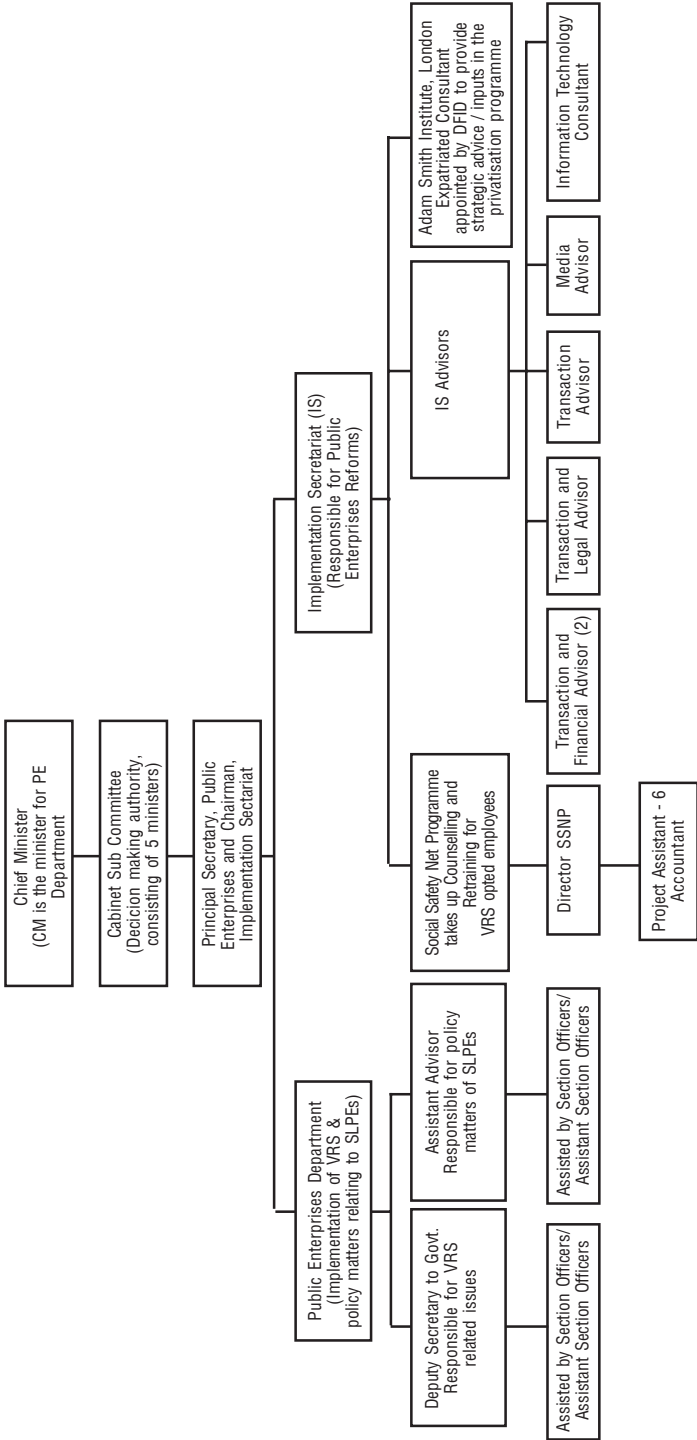 Chief Minister
(CM is the minister for PE
Department
Cabinet Sub Committee
(Decicion making authority,
consisting of 5 ministers)
Principal Secretary, Public
Enterprises and Chairman,
Implementation Sectariat
Public Enterprises Department
(Implementation of VRS &
policy matters relating to SLPEs)
Implementation Secretariat (IS)
(Responsible for Public
Enterprises Reforms)
Deputy Secretary to Govt.
Responsible for VRS
related issues
Assistant Advisor
Responsible for policy
matters of SLPEs
Social Safety Net Programme
takes up Counselling and
Retraining for
VRS opted employees
IS Advisors
Adam Smith Institute, London
Expatriated Consultant
appointed by DFID to provide
strategic advice / inputs in the
privatisation programme
Assisted by Section Officers/
Assistant Section Officers
Assisted by Section Officers/
Assistant Section Officers
Director SSNP
Transaction and
Financial Advisor (2)
Transaction and
Legal Advisor
Transaction
Advisor
Media
Advisor
Information Technology
Consultant
Project Assistant - 6
Accountant